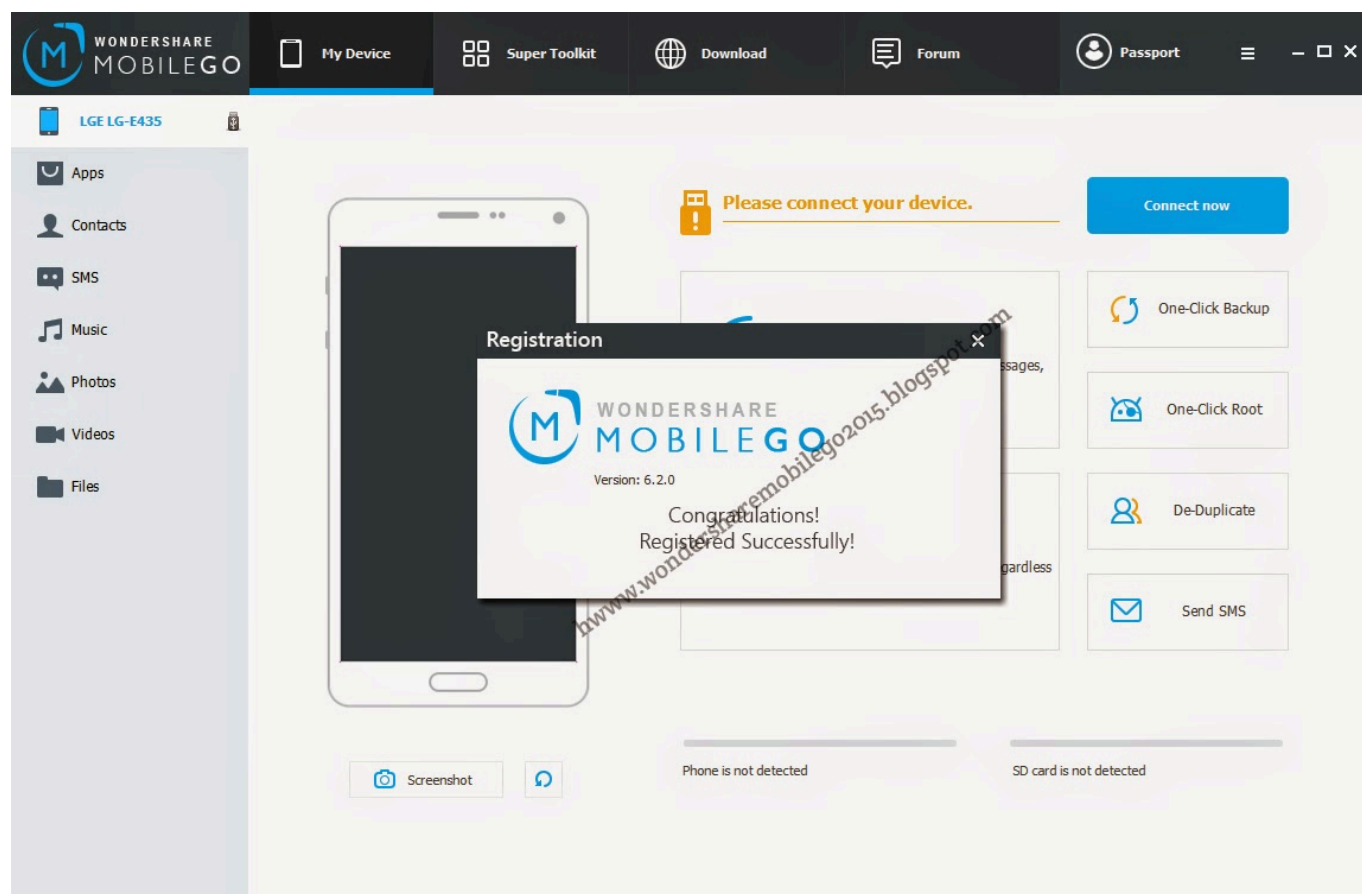 WONDERSHARE
MOBILEGO
My Device
Super Toolkit
Download
Forum
Passport
LGE LG-E435
Apps
Contacts
SMS
Music
Photos
Videos
Files
Please connect your device.
Connect now
One-Click Backup
One-Click Root
De-Duplicate
Send SMS
ssages,
gardless
Registration
M
WONDERSHARE
MOBILEGO
Version: 6.2.0
Congratulations!
Registered Successfully!
hwww.wondersharemobilego2015.blogspot.com
Screenshot
Phone is not detected
SD card is not detected